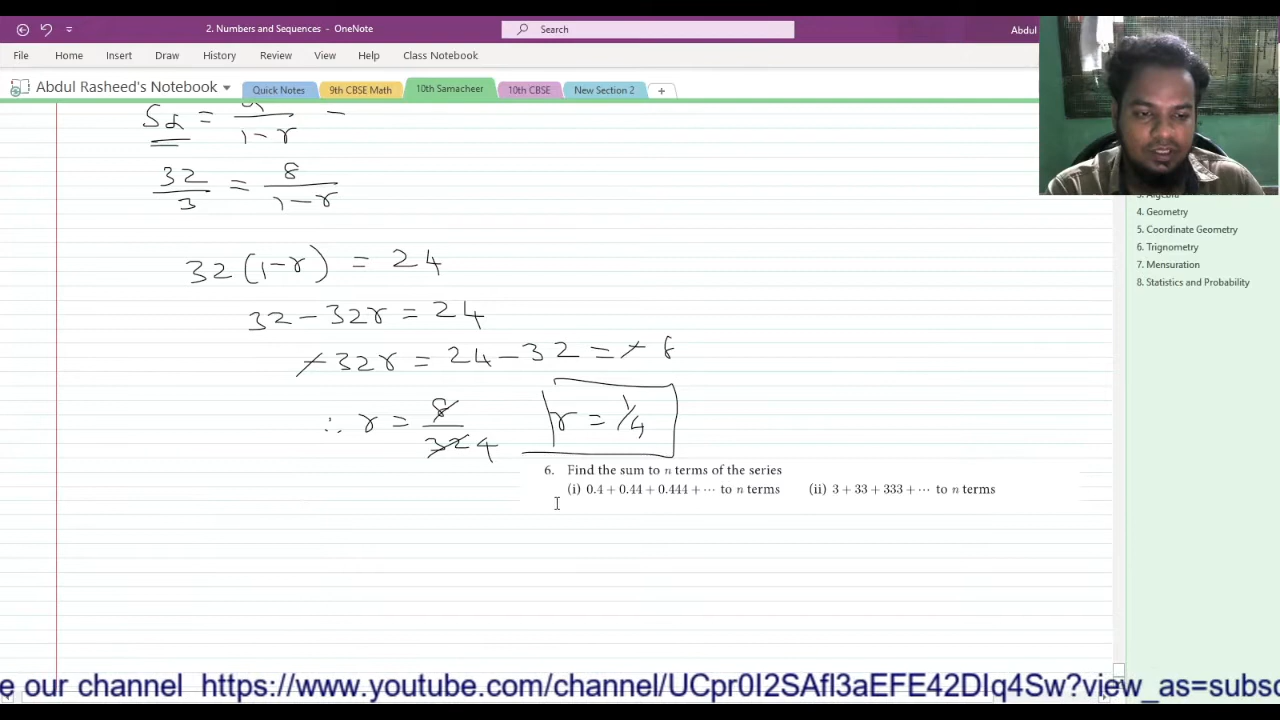 2. Numbers and Sequences - OneNote
Search
Abdul
File Home Insert Draw History Review View Help Class Notebook
Abdul Rasheed's Notebook
Quick Notes 9th CBSE Math 10th Samacheer 10th CBSE New Section 2 +
S∝ = a/(1-r) =
32/3 = 8/(1-r)
32(1-r) = 24
32-32r = 24
-32r = 24-32 = -8
∴ r = 8/32 4 r = 1/4
6. Find the sum to n terms of the series
(i) 0.4 + 0.44 + 0.444 + ⋯ to n terms (ii) 3 + 33 + 333 + ⋯ to n terms
3. Algebra
4. Geometry
5. Coordinate Geometry
6. Trignometry
7. Mensuration
8. Statistics and Probability
e our channel https://www.youtube.com/channel/UCpr0I2SAfl3aEFE42DIq4Sw?view_as=subsc